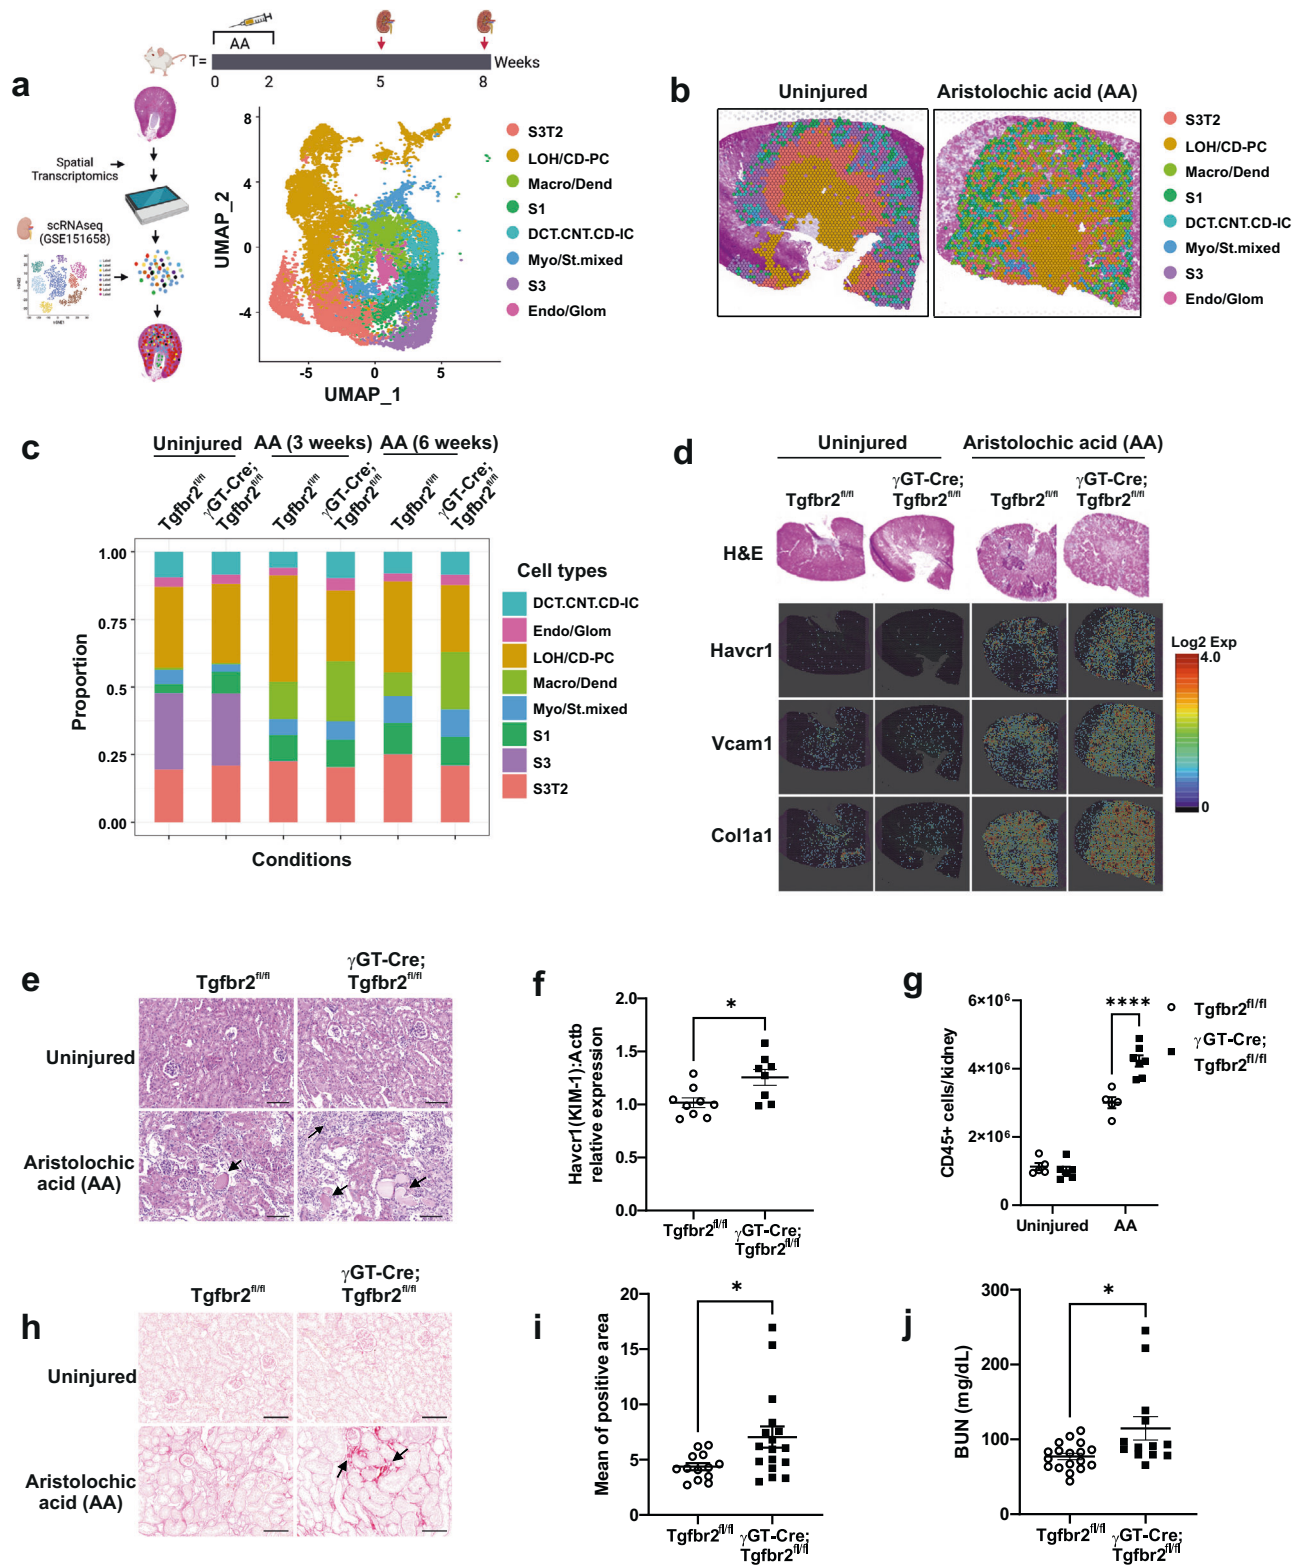 a
AA
T=
0
2
5
8
Weeks
Spatial
Transcriptomics
scRNAseq
(GSE151658)
8
4
0
-4
UMAP_2
-5
0
5
UMAP_1
S3T2
LOH/CD-PC
Macro/Dend
S1
DCT.CNT.CD-IC
Myo/St.mixed
S3
Endo/Glom
b
Uninjured
Aristolochic acid (AA)
S3T2
LOH/CD-PC
Macro/Dend
S1
DCT.CNT.CD-IC
Myo/St.mixed
S3
Endo/Glom
c
Uninjured
AA (3 weeks)
AA (6 weeks)
Tgfbr2fl/fl
γGT-Cre;
Tgfbr2fl/fl
Tgfbr2fl/fl
γGT-Cre;
Tgfbr2fl/fl
Tgfbr2fl/fl
γGT-Cre;
Tgfbr2fl/fl
1.00
0.75
0.5
0.25
0.00
Proportion
Conditions
Cell types
DCT.CNT.CD-IC
Endo/Glom
LOH/CD-PC
Macro/Dend
Myo/St.mixed
S1
S3
S3T2
d
Uninjured
Aristolochic acid (AA)
Tgfbr2fl/fl
γGT-Cre;
Tgfbr2fl/fl
Tgfbr2fl/fl
γGT-Cre;
Tgfbr2fl/fl
H&E
Havcr1
Vcam1
Col1a1
Log2 Exp
4.0
0
e
Tgfbr2fl/fl
γGT-Cre;
Tgfbr2fl/fl
Uninjured
Aristolochic
acid (AA)
f
Havcr1(KIM-1):Actb
relative expression
2.0
1.5
1.0
0.5
0.0
*
Tgfbr2fl/fl
γGT-Cre;
Tgfbr2fl/fl
g
CD45+ cells/kidney
6×10⁶
4×10⁶
2×10⁶
0
****
Uninjured
AA
Tgfbr2fl/fl
γGT-Cre;
Tgfbr2fl/fl
h
Tgfbr2fl/fl
γGT-Cre;
Tgfbr2fl/fl
Uninjured
Aristolochic
acid (AA)
i
Mean of positive area
20
15
10
5
0
*
Tgfbr2fl/fl
γGT-Cre;
Tgfbr2fl/fl
j
BUN (mg/dL)
300
200
100
0
*
Tgfbr2fl/fl
γGT-Cre;
Tgfbr2fl/fl